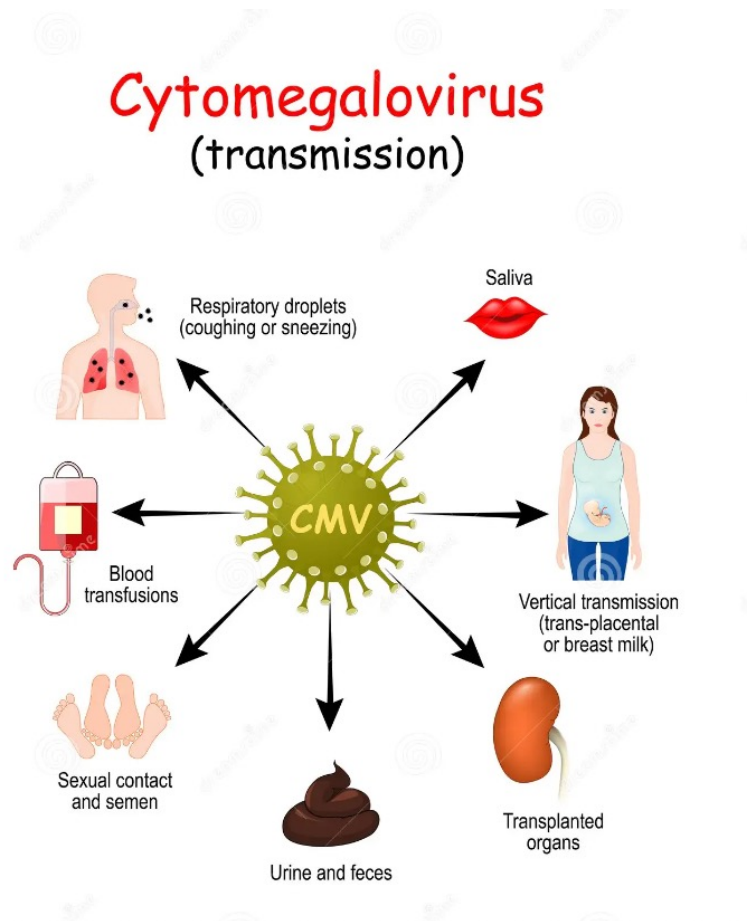 Cytomegalovirus
(transmission)
Saliva
Respiratory droplets
(coughing or sneezing)
CMV
Blood
transfusions
Vertical transmission
(trans-placental
or breast milk)
Sexual contact
and semen
Transplanted
organs
Urine and feces